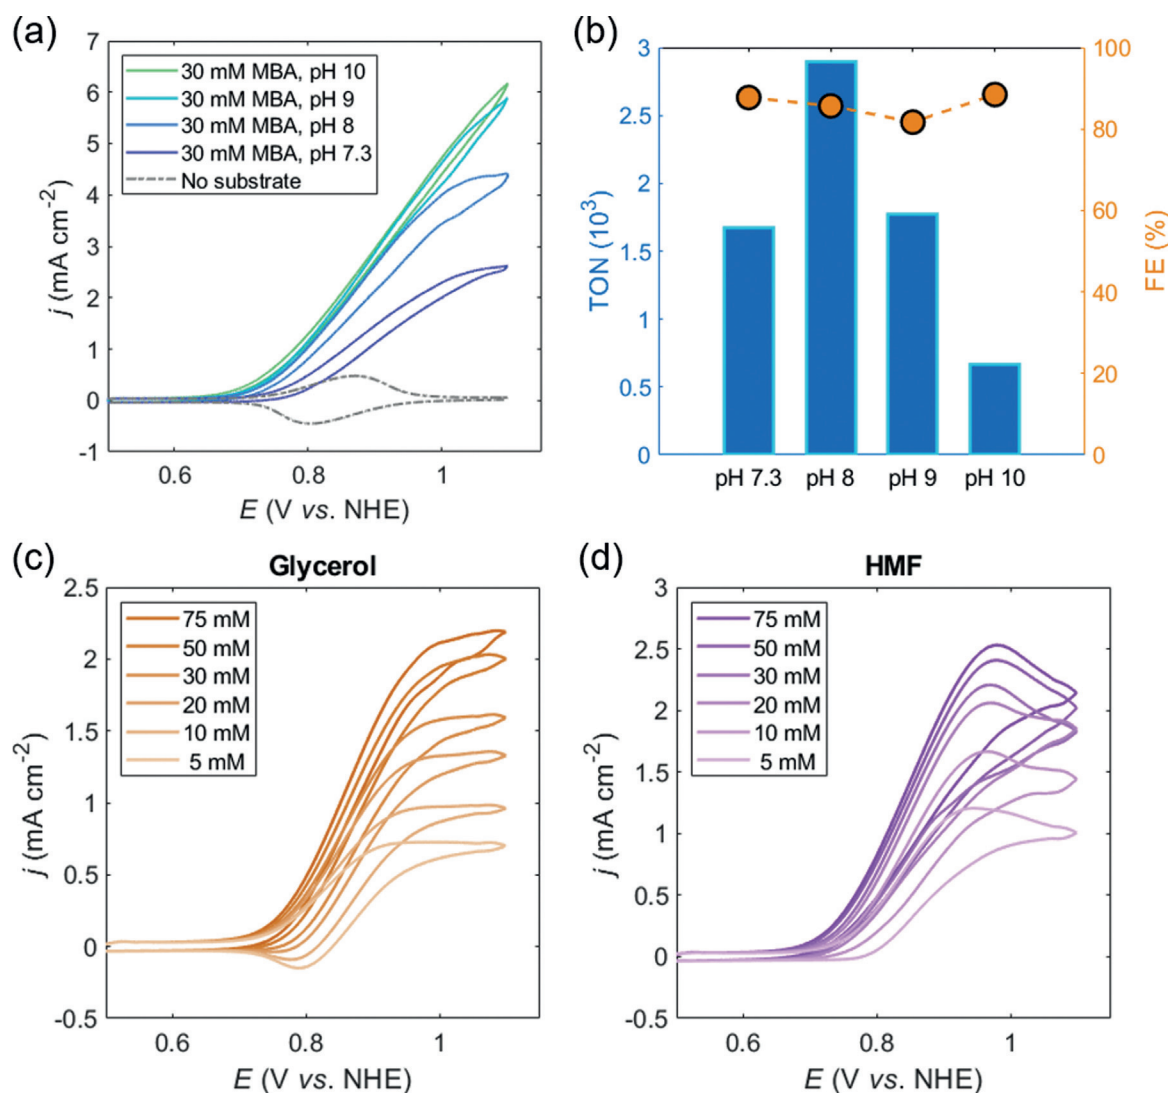 (a)
7
6
5
4
3
2
1
0
-1
j (mA cm-2)
30 mM MBA, pH 10
30 mM MBA, pH 9
30 mM MBA, pH 8
30 mM MBA, pH 7.3
No substrate
0.6
0.8
1
E (V vs. NHE)
(b)
3
2.5
2
1.5
1
0.5
0
TON (10³)
100
80
60
40
20
0
FE (%)
pH 7.3
pH 8
pH 9
pH 10
(c)
Glycerol
2.5
2
1.5
1
0.5
0
-0.5
j (mA cm-2)
75 mM
50 mM
30 mM
20 mM
10 mM
5 mM
0.6
0.8
1
E (V vs. NHE)
(d)
HMF
3
2.5
2
1.5
1
0.5
0
-0.5
j (mA cm-2)
75 mM
50 mM
30 mM
20 mM
10 mM
5 mM
0.6
0.8
1
E (V vs. NHE)